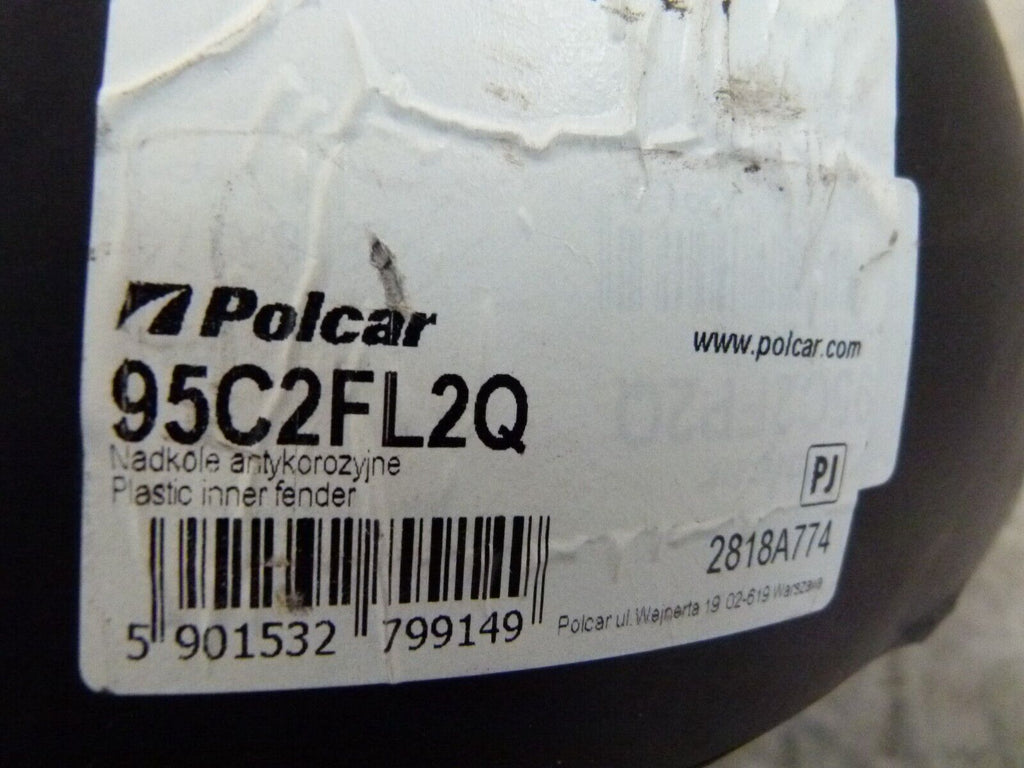 Polcar
www.polcar.com
95C2FL2Q
Nadkole antykorozyjne
Plastic inner fender
PJ
2818A774
5 901532 799149
Polcar ul. Wejnerta 19 02-619 Warszawa